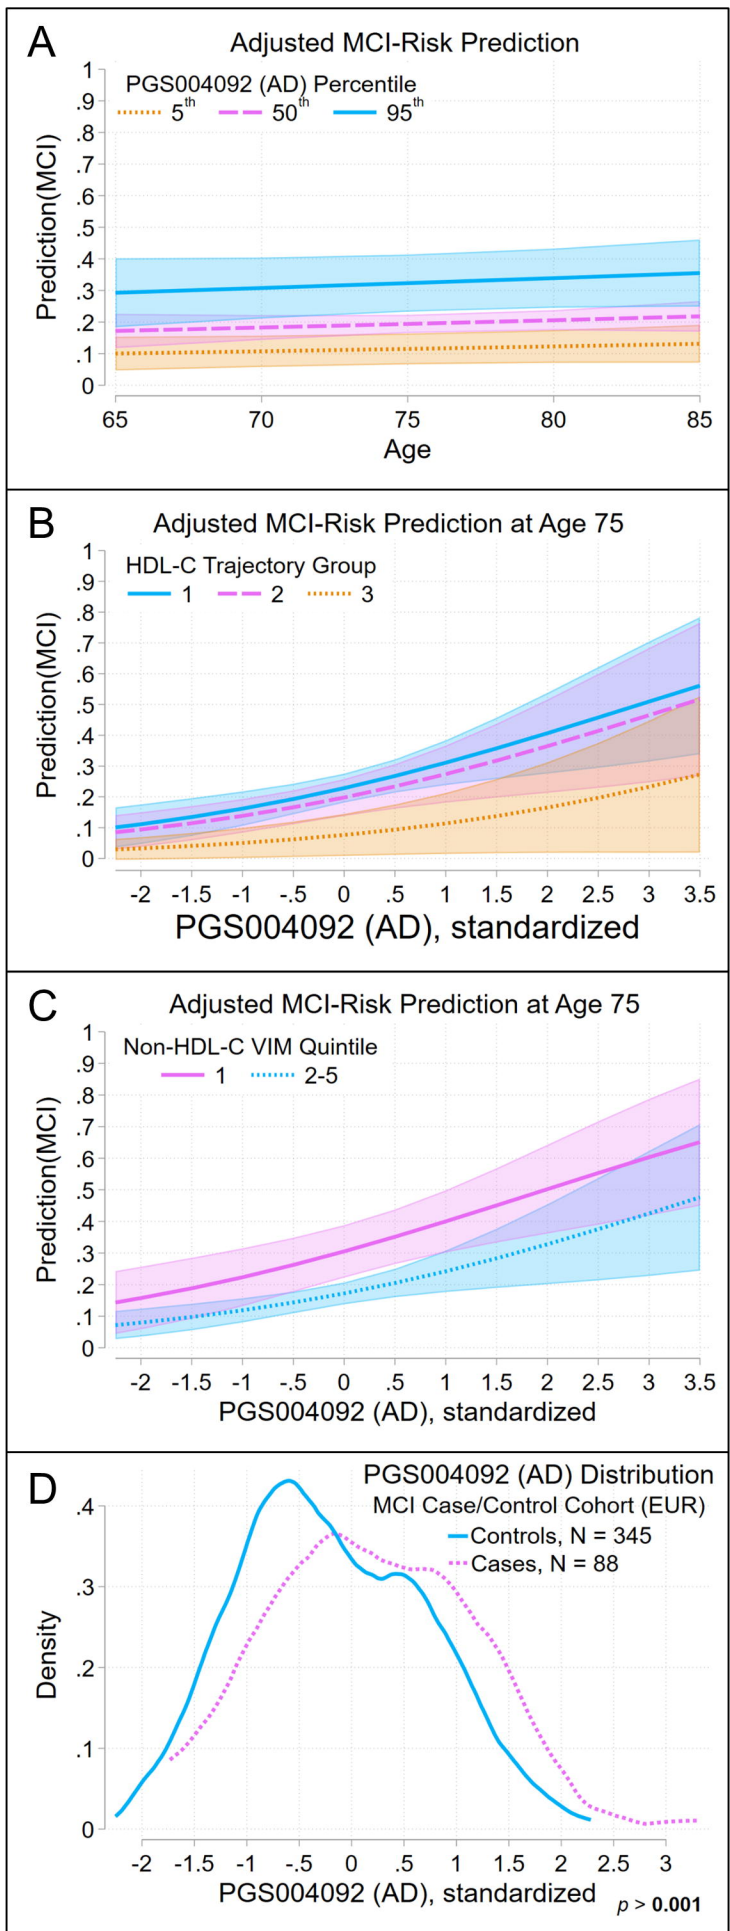 A
Adjusted MCI-Risk Prediction
PGS004092 (AD) Percentile
5th 50th 95th
Prediction(MCI)
1
.9
.8
.7
.6
.5
.4
.3
.2
.1
0
65 70 75 80 85
Age
B
Adjusted MCI-Risk Prediction at Age 75
HDL-C Trajectory Group
1 2 3
Prediction(MCI)
1
.9
.8
.7
.6
.5
.4
.3
.2
.1
0
-2 -1.5 -1 -.5 0 .5 1 1.5 2 2.5 3 3.5
PGS004092 (AD), standardized
C
Adjusted MCI-Risk Prediction at Age 75
Non-HDL-C VIM Quintile
1 2-5
Prediction(MCI)
1
.9
.8
.7
.6
.5
.4
.3
.2
.1
0
-2 -1.5 -1 -.5 0 .5 1 1.5 2 2.5 3 3.5
PGS004092 (AD), standardized
D
PGS004092 (AD) Distribution
MCI Case/Control Cohort (EUR)
Controls, N = 345
Cases, N = 88
Density
.4
.3
.2
.1
0
-2 -1.5 -1 -.5 0 .5 1 1.5 2 2.5 3
PGS004092 (AD), standardized
p > 0.001